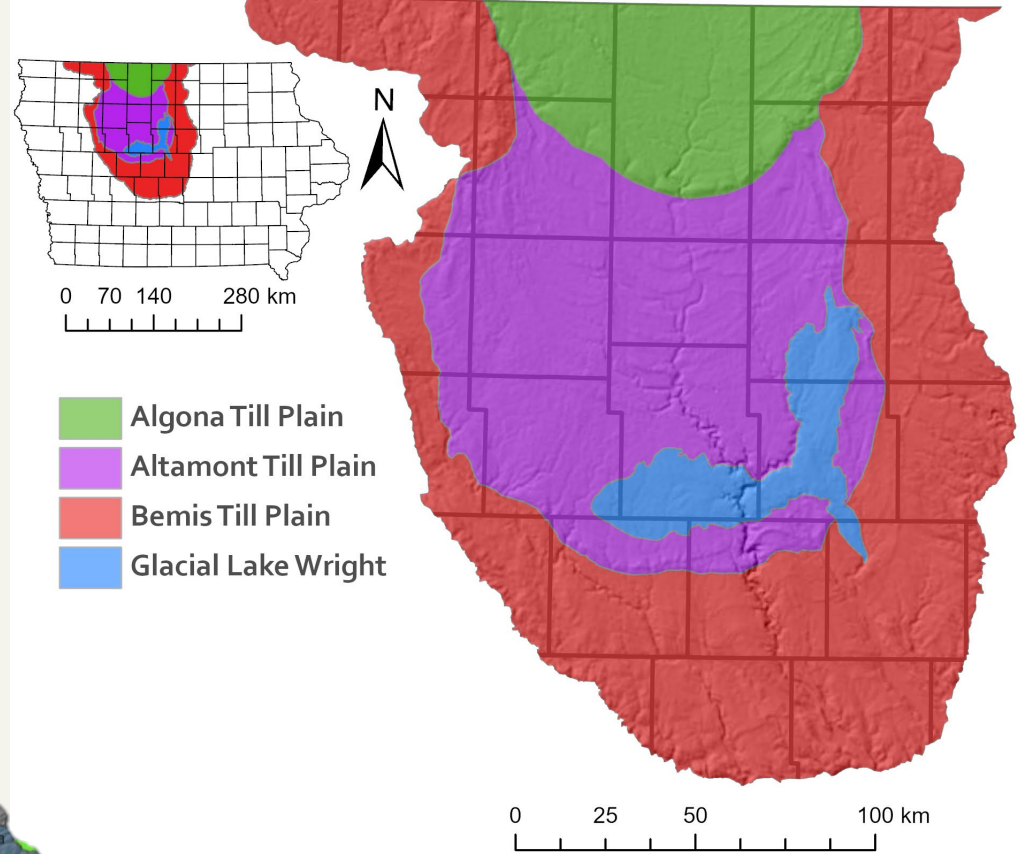 N
0 70 140 280 km
Algona Till Plain
Altamont Till Plain
Bemis Till Plain
Glacial Lake Wright
0 25 50 100 km